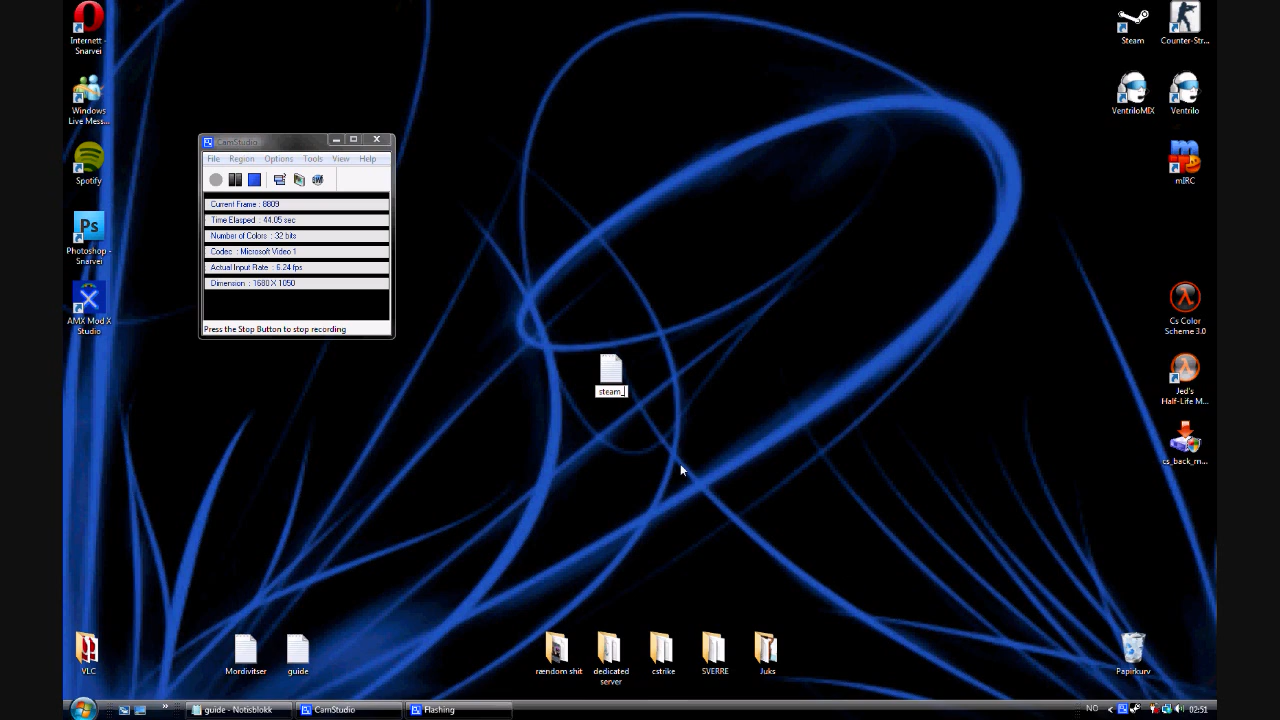 Internett -
Snarvei
Windows
Live Mess...
Spotify
Ps
Photoshop -
Snarvei
AMX Mod X
Studio
CamStudio
File Region Options Tools View Help
Current Frame : 8809
Time Elasped : 44.05 sec
Number of Colors : 32 bits
Codec : Microsoft Video 1
Actual Input Rate : 6.24 fps
Dimension : 1680 X 1050
Press the Stop Button to stop recording
steam_
Steam
Counter-Str...
VentriloMIX
Ventrilo
mIRC
Cs Color
Scheme 3.0
Jed's
Half-Life M...
cs_back_m...
VLC
Mordivitser
guide
rændom shit
dedicated
server
cstrike
SVERRE
Juks
Papirkurv
guide - Notisblokk
CamStudio
Flashing
NO
02:51